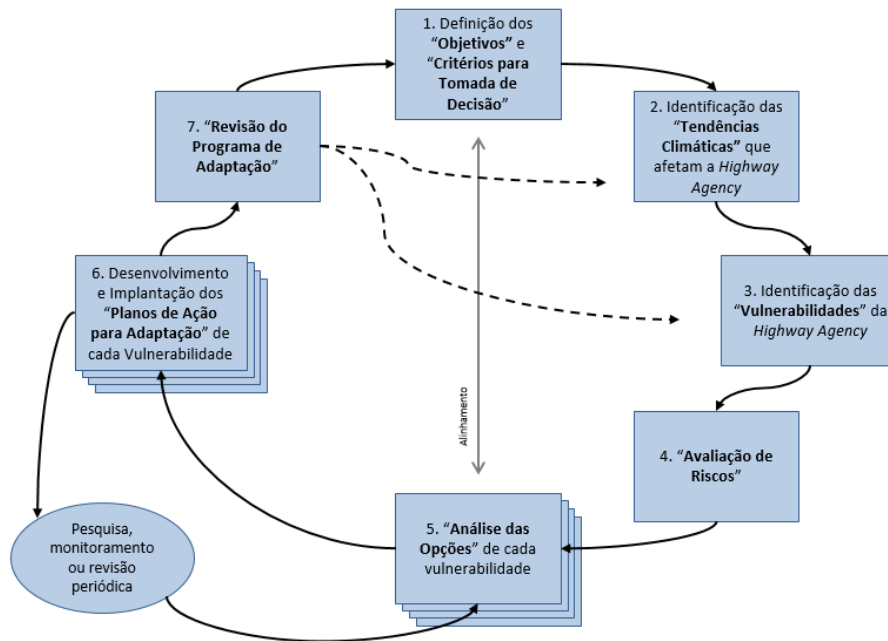 1. Definição dos
“Objetivos” e
“Critérios para
Tomada de
Decisão”
2. Identificação das
“Tendências
Climáticas” que
afetam a Highway
Agency
3. Identificação das
“Vulnerabilidades” da
Highway Agency
4. “Avaliação de
Riscos”
5. “Análise das
Opções” de cada
vulnerabilidade
6. Desenvolvimento
e Implantação dos
“Planos de Ação
para Adaptação” de
cada Vulnerabilidade
7. “Revisão do
Programa de
Adaptação”
Pesquisa,
monitoramento
ou revisão
periódica
Alinhamento